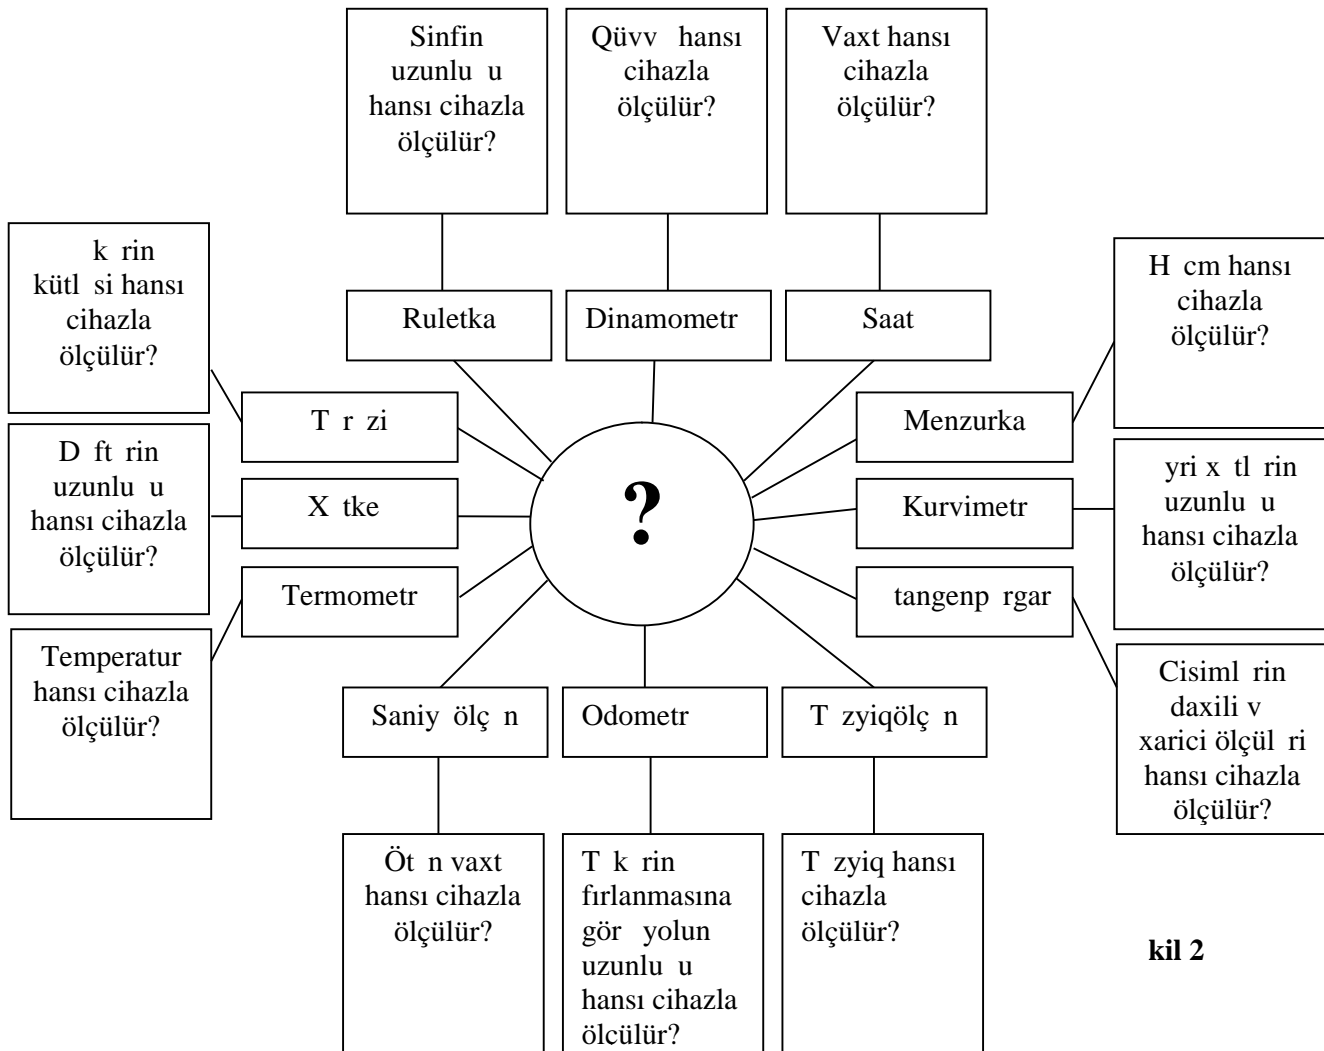 Sinfin
uzunlu u
hansı cihazla
ölçülür?
Qüvv hansı
cihazla
ölçülür?
Vaxt hansı
cihazla
ölçülür?
k rin
kütl si hansı
cihazla
ölçülür?
Ruletka
Dinamometr
Saat
H cm hansı
cihazla
ölçülür?
T r zi
Menzurka
D ft rin
uzunlu u
hansı cihazla
ölçülür?
X tke
?
Kurvimetr
yri x tl rin
uzunlu u
hansı cihazla
ölçülür?
Termometr
tangenp rgar
Temperatur
hansı cihazla
ölçülür?
Cisiml rin
daxili v
xarici ölçül ri
hansı cihazla
ölçülür?
Saniy ölç n
Odometr
T zyiqölç n
Öt n vaxt
hansı cihazla
ölçülür?
T k rin
fırlanmasına
gör yolun
uzunlu u
hansı cihazla
ölçülür?
T zyiq hansı
cihazla
ölçülür?
kil 2